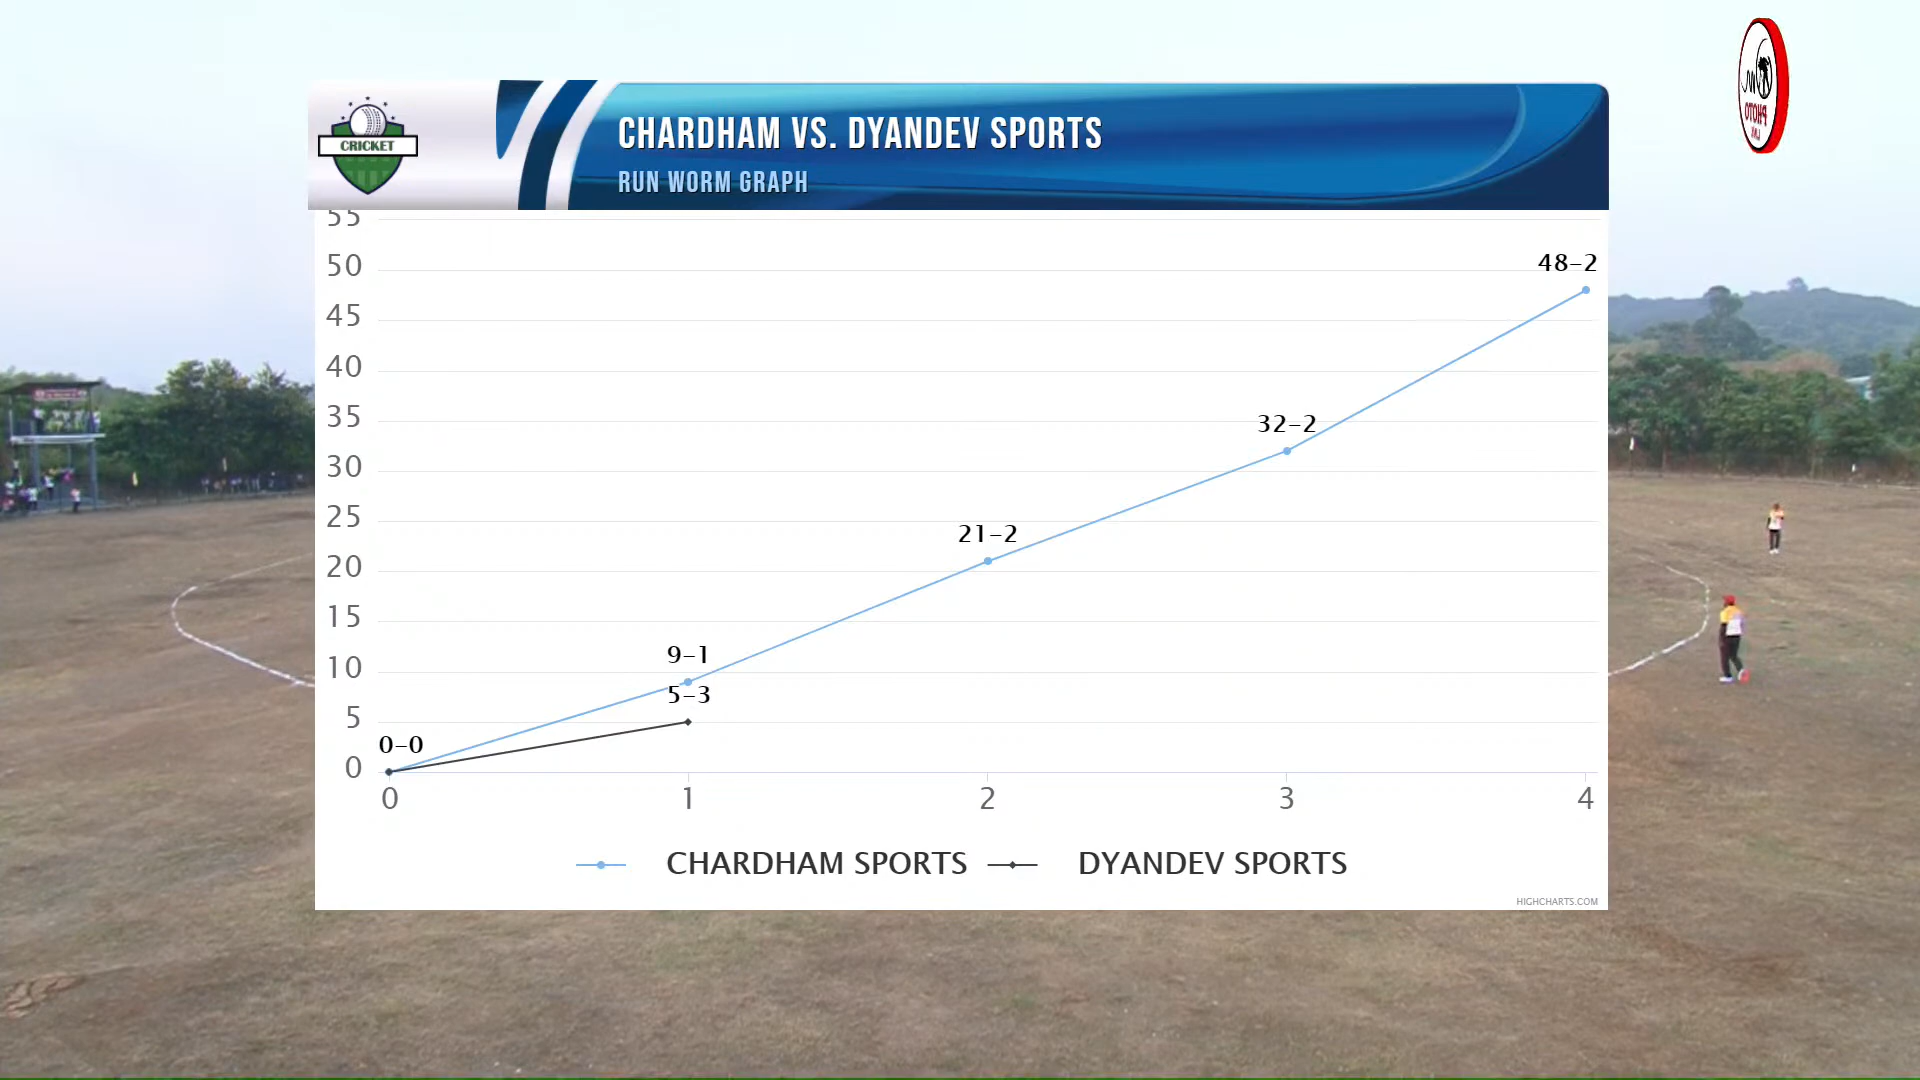 CRICKET
CHARDHAM VS. DYANDEV SPORTS
RUN WORM GRAPH
55
50
45
40
35
30
25
20
15
10
5
0
48-2
32-2
21-2
9-1
5-3
0-0
0 1 2 3 4
CHARDHAM SPORTS DYANDEV SPORTS
HIGHCHARTS.COM
PHOTO